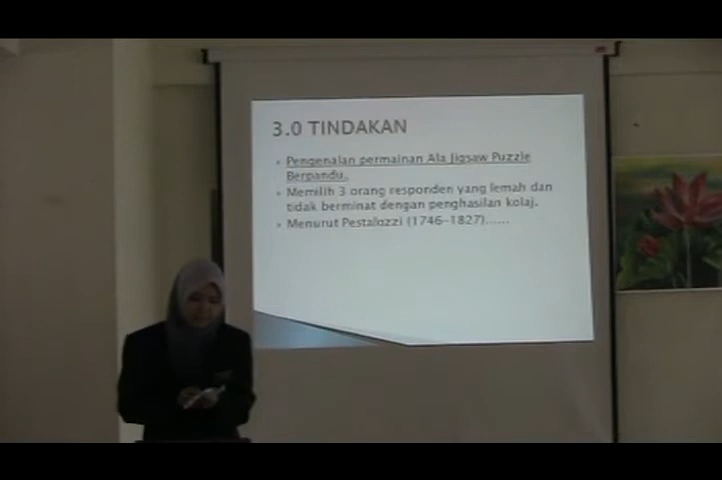 3.0 TINDAKAN
Pengenalan permainan Ala Jigsaw Puzzle
Berpandu.
Memilih 3 orang responden yang lemah dan
tidak berminat dengan penghasilan kolaj.
Menurut Pestalozzi (1746-1827)......